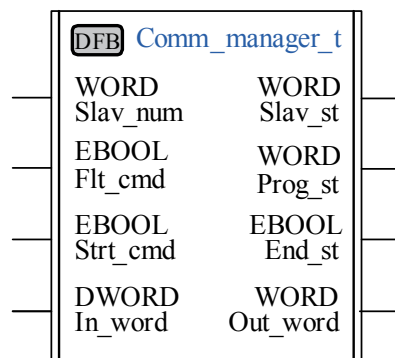 DFB Comm_manager_t
WORD WORD
Slav_num Slav_st
EBOOL WORD
Flt_cmd Prog_st
EBOOL EBOOL
Strt_cmd End_st
DWORD WORD
In_word Out_word